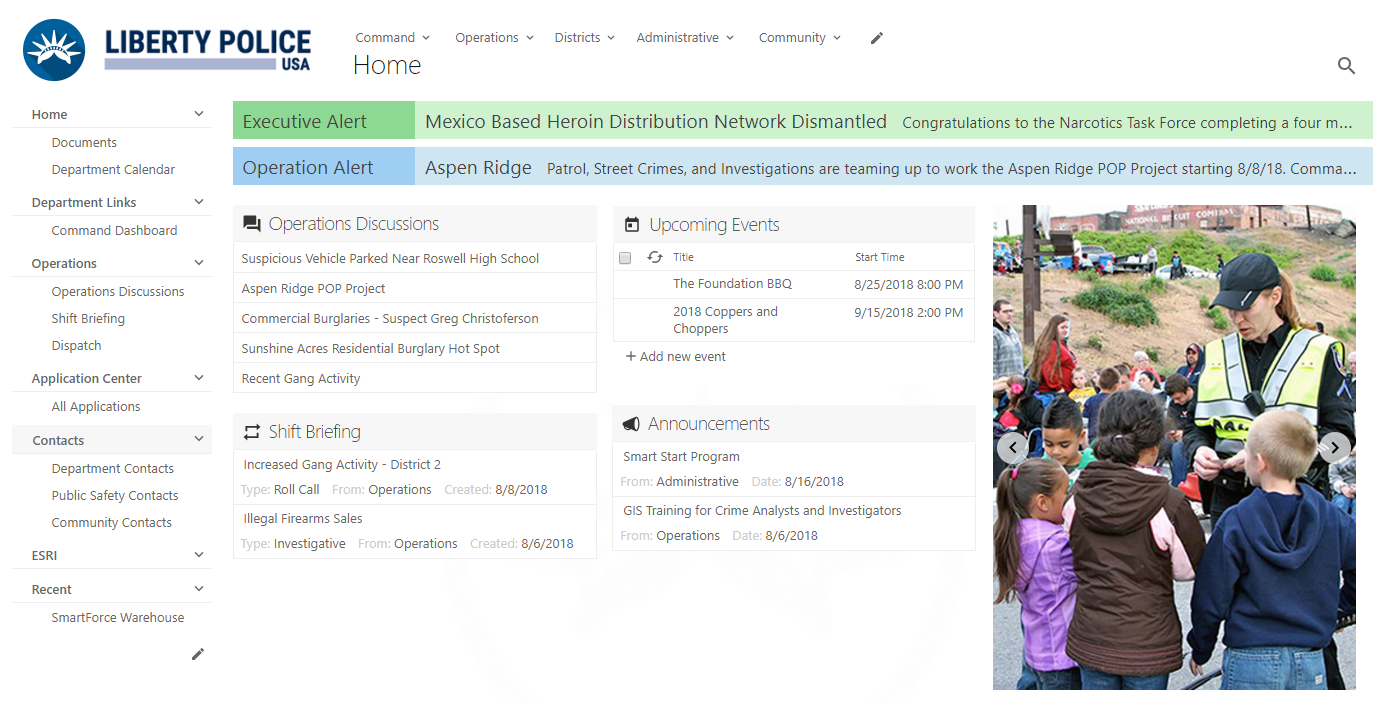 LIBERTY POLICE
USA
Command
Operations
Districts
Administrative
Community
Home
Home
Documents
Department Calendar
Department Links
Command Dashboard
Operations
Operations Discussions
Shift Briefing
Dispatch
Application Center
All Applications
Contacts
Department Contacts
Public Safety Contacts
Community Contacts
ESRI
Recent
SmartForce Warehouse
Executive Alert Mexico Based Heroin Distribution Network Dismantled Congratulations to the Narcotics Task Force completing a four m...
Operation Alert Aspen Ridge Patrol, Street Crimes, and Investigations are teaming up to work the Aspen Ridge POP Project starting 8/8/18. Comma...
Operations Discussions
Suspicious Vehicle Parked Near Roswell High School
Aspen Ridge POP Project
Commercial Burglaries - Suspect Greg Christoferson
Sunshine Acres Residential Burglary Hot Spot
Recent Gang Activity
Shift Briefing
Increased Gang Activity - District 2
Type: Roll Call From: Operations Created: 8/8/2018
Illegal Firearms Sales
Type: Investigative From: Operations Created: 8/6/2018
Upcoming Events
Title Start Time
The Foundation BBQ 8/25/2018 8:00 PM
2018 Coppers and 9/15/2018 2:00 PM
Choppers
+ Add new event
Announcements
Smart Start Program
From: Administrative Date: 8/16/2018
GIS Training for Crime Analysts and Investigators
From: Operations Date: 8/6/2018
NATIONAL BISCUIT COMPANY